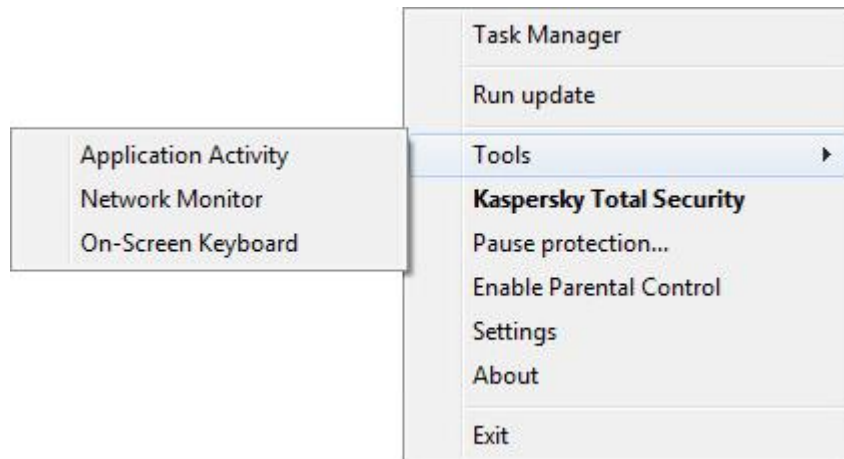 Task Manager
Run update
Tools
Application Activity
Network Monitor
On-Screen Keyboard
Kaspersky Total Security
Pause protection...
Enable Parental Control
Settings
About
Exit